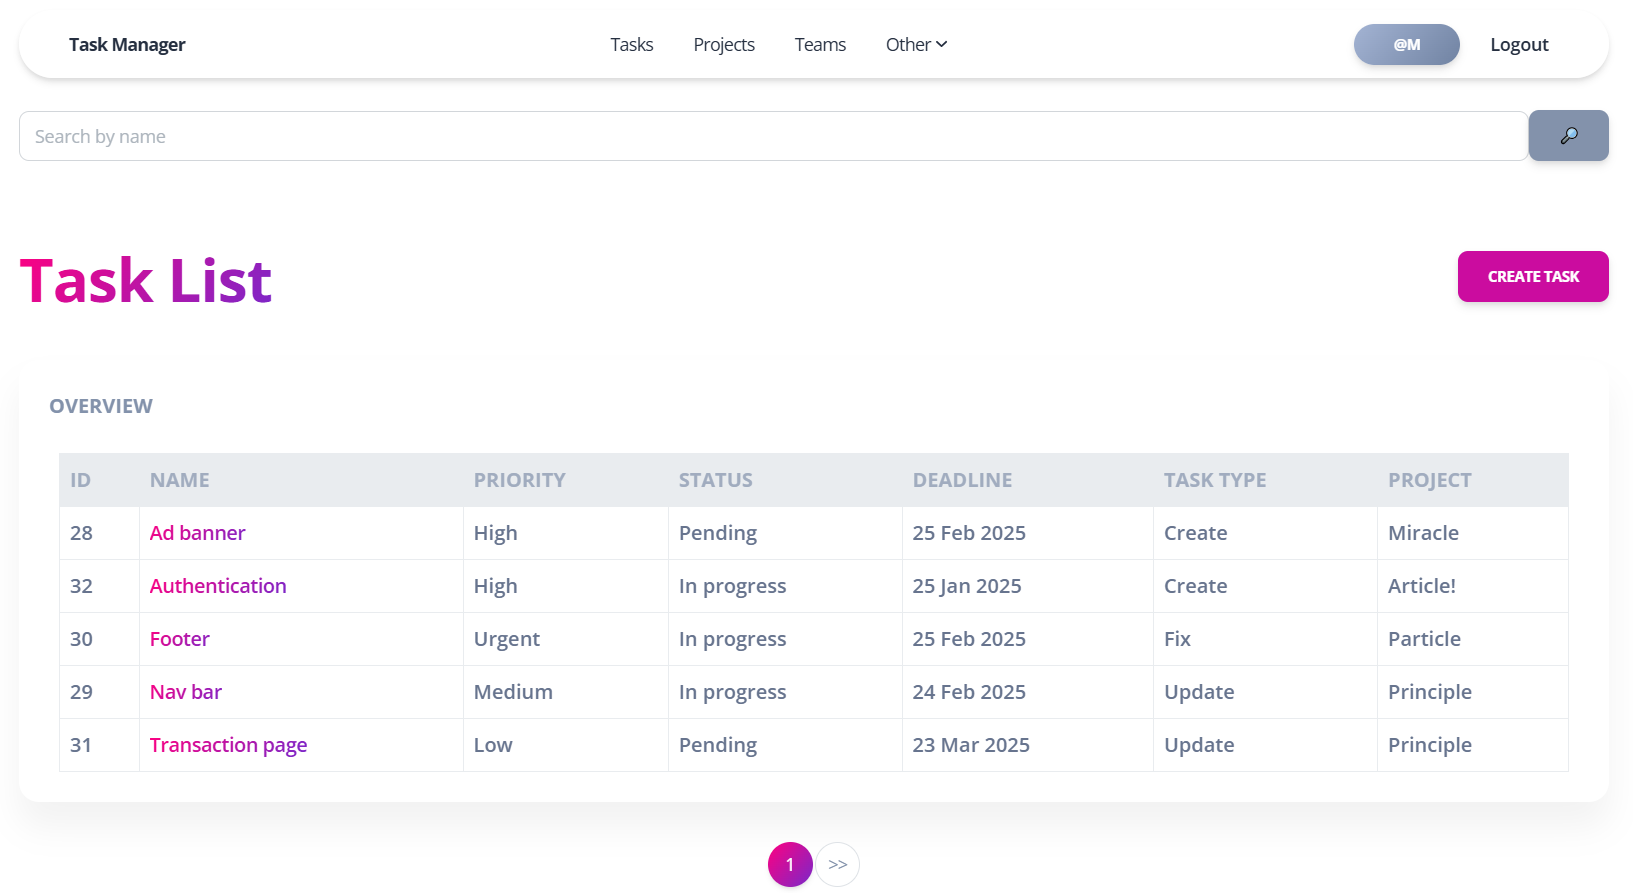 Task Manager Tasks Projects Teams Other @M Logout
Search by name
Task List CREATE TASK
OVERVIEW
ID NAME PRIORITY STATUS DEADLINE TASK TYPE PROJECT
28 Ad banner High Pending 25 Feb 2025 Create Miracle
32 Authentication High In progress 25 Jan 2025 Create Article!
30 Footer Urgent In progress 25 Feb 2025 Fix Particle
29 Nav bar Medium In progress 24 Feb 2025 Update Principle
31 Transaction page Low Pending 23 Mar 2025 Update Principle
1 >>